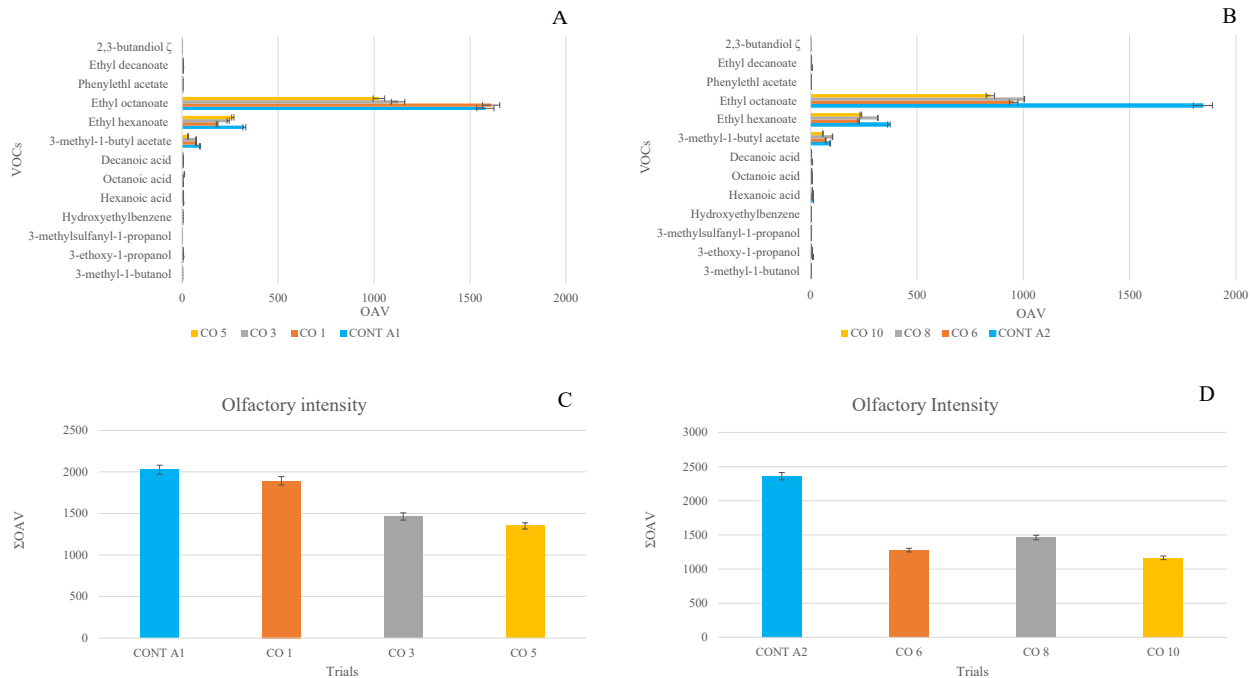 A
2,3-butandiol ζ
Ethyl decanoate
Phenylethl acetate
Ethyl octanoate
Ethyl hexanoate
3-methyl-1-butyl acetate
Decanoic acid
Octanoic acid
Hexanoic acid
Hydroxyethylbenzene
3-methylsulfanyl-1-propanol
3-ethoxy-1-propanol
3-methyl-1-butanol
VOCs
0 500 1000 1500 2000
OAV
CO 5 CO 3 CO 1 CONT A1
B
2,3-butandiol ζ
Ethyl decanoate
Phenylethl acetate
Ethyl octanoate
Ethyl hexanoate
3-methyl-1-butyl acetate
Decanoic acid
Octanoic acid
Hexanoic acid
Hydroxyethylbenzene
3-methylsulfanyl-1-propanol
3-ethoxy-1-propanol
3-methyl-1-butanol
VOCs
0 500 1000 1500 2000
OAV
CO 10 CO 8 CO 6 CONT A2
Olfactory intensity
C
2500
2000
1500
1000
500
0
ΣOAV
CONT A1 CO 1 CO 3 CO 5
Trials
Olfactory Intensity
D
3000
2500
2000
1500
1000
500
0
ΣOAV
CONT A2 CO 6 CO 8 CO 10
Trials